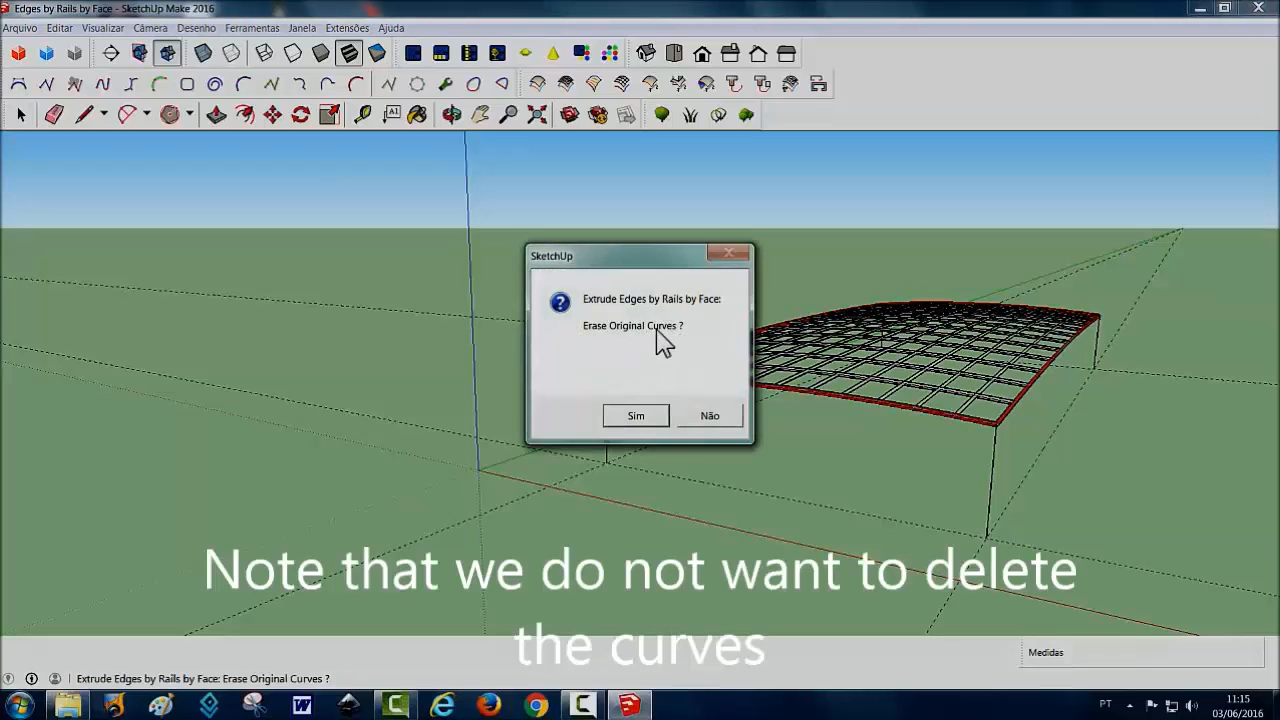 Edges by Rails by Face - SketchUp Make 2016
Arquivo Editar Visualizar Câmera Desenho Ferramentas Janela Extensões Ajuda
SketchUp
Extrude Edges by Rails by Face:
Erase Original Curves ?
Sim Não
Note that we do not want to delete
the curves
Medidas
Extrude Edges by Rails by Face: Erase Original Curves ?
PT
11:15
03/06/2016